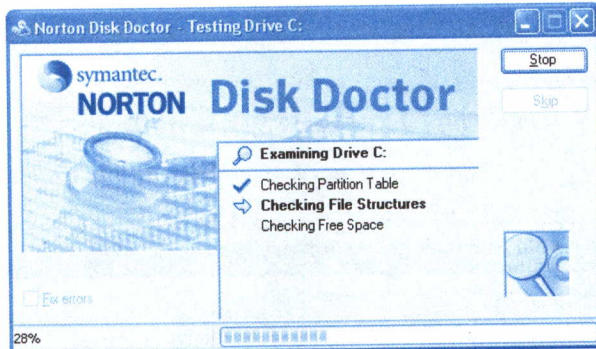 Norton Disk Doctor - Testing Drive C:
Stop
symantec.
NORTON Disk Doctor
Skip
Examining Drive C:
Checking Partition Table
Checking File Structures
Checking Free Space
Fix errors
28%